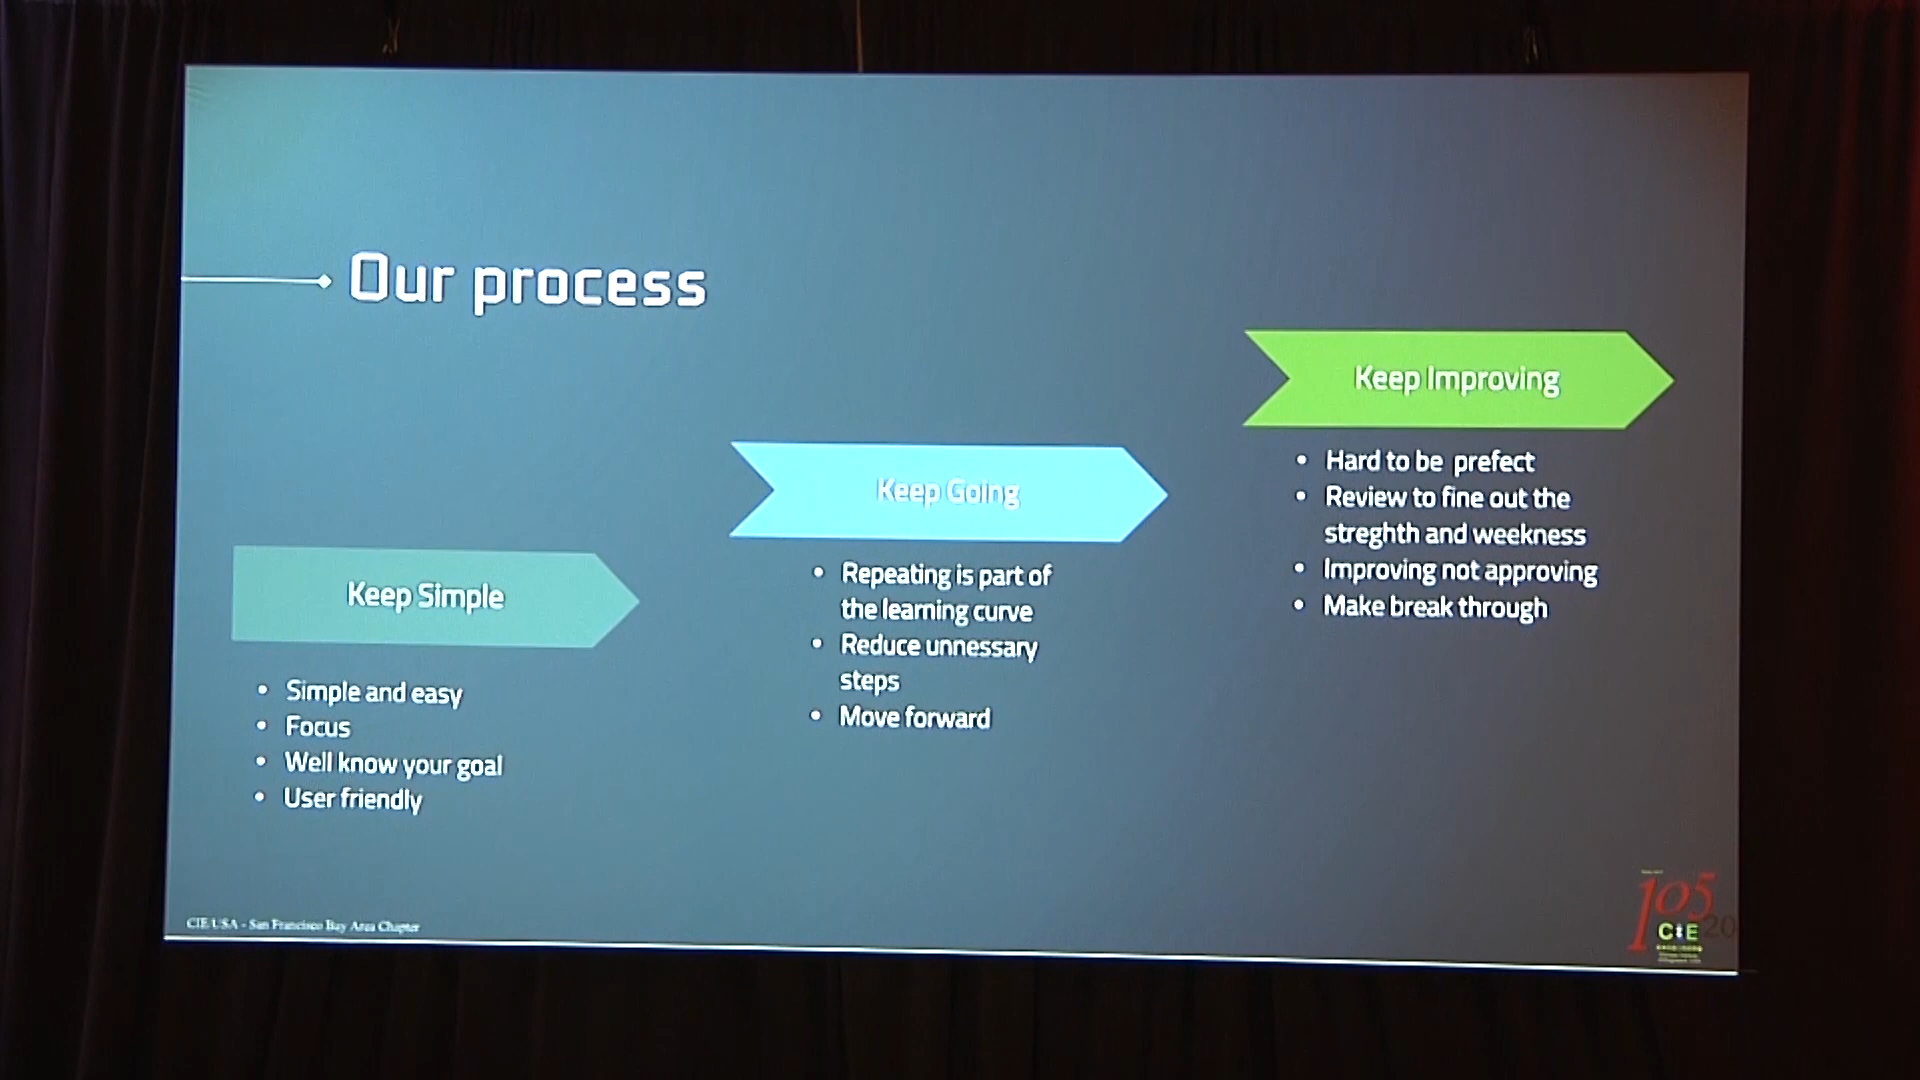 Our process
Keep Simple
Simple and easy
Focus
Well know your goal
User friendly
Keep Going
Repeating is part of
the learning curve
Reduce unnessary
steps
Move forward
Keep Improving
Hard to be prefect
Review to fine out the
streghth and weekness
Improving not approving
Make break through
CIE USA - San Francisco Bay Area Chapter
105
20
CIE